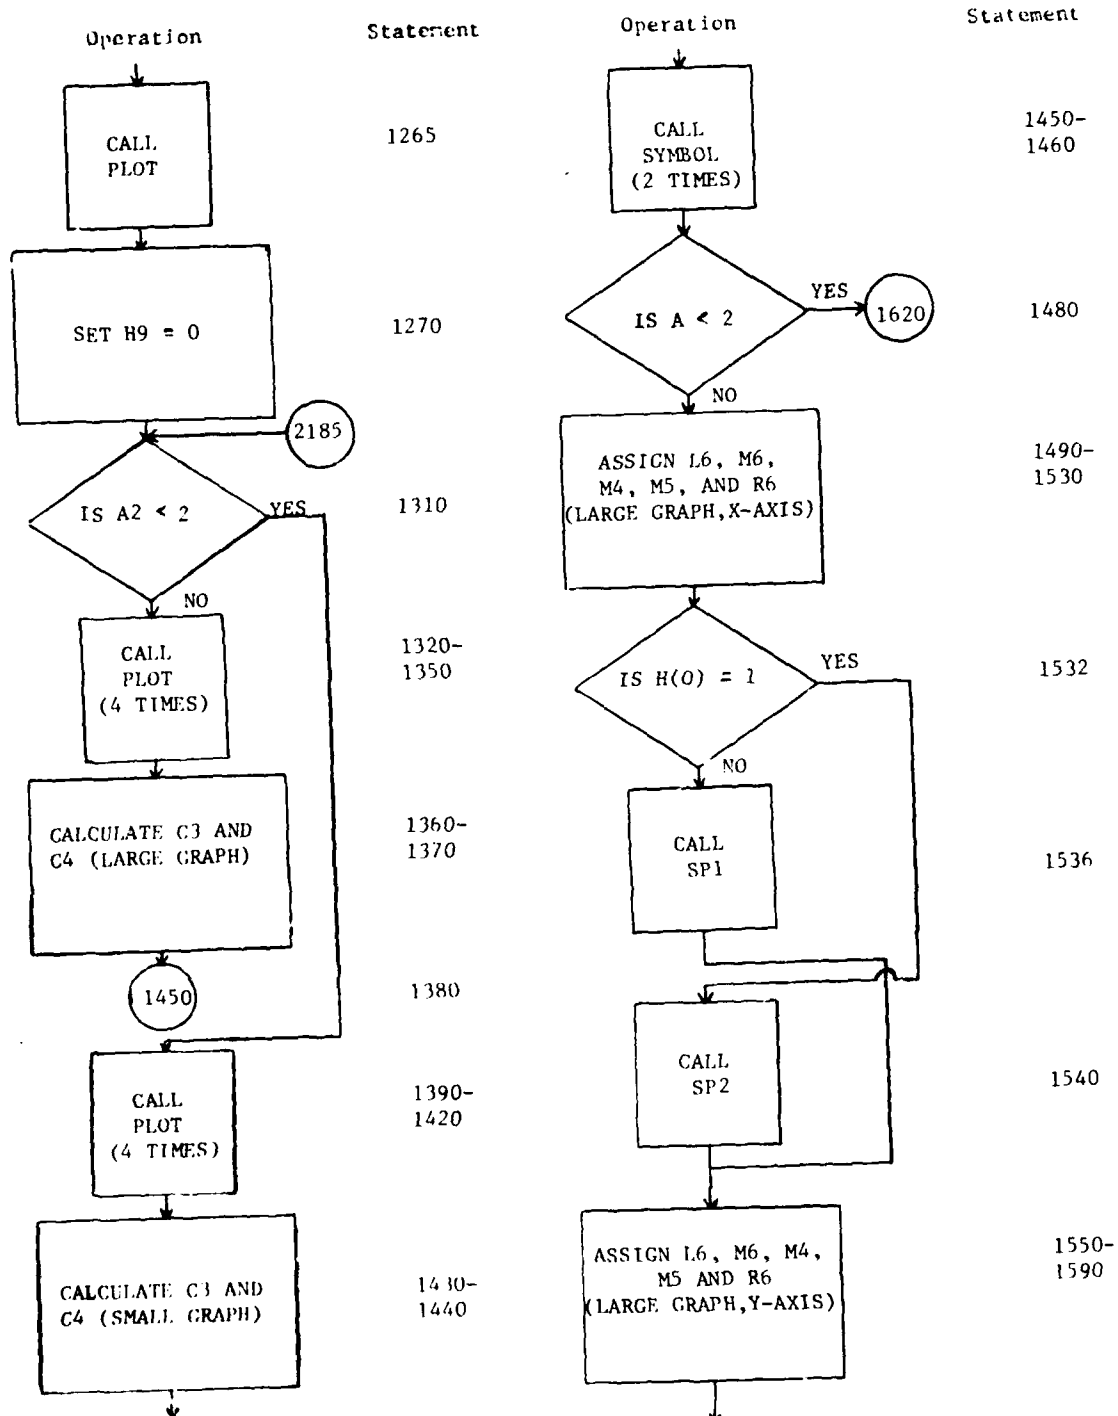 Operation
Statement
CALL
PLOT
1265
SET H9 = 0
1270
2185
IS A2 < 2
YES
1310
NO
CALL
PLOT
(4 TIMES)
1320-
1350
CALCULATE C3 AND
C4 (LARGE GRAPH)
1360-
1370
1450
1380
CALL
PLOT
(4 TIMES)
1390-
1420
CALCULATE C3 AND
C4 (SMALL GRAPH)
1430-
1440
Operation
Statement
CALL
SYMBOL
(2 TIMES)
1450-
1460
IS A < 2
YES
1620
1480
NO
ASSIGN L6, M6,
M4, M5, AND R6
(LARGE GRAPH,X-AXIS)
1490-
1530
IS H(0) = 1
YES
1532
NO
CALL
SP1
1536
CALL
SP2
1540
ASSIGN L6, M6, M4,
M5 AND R6
(LARGE GRAPH,Y-AXIS)
1550-
1590